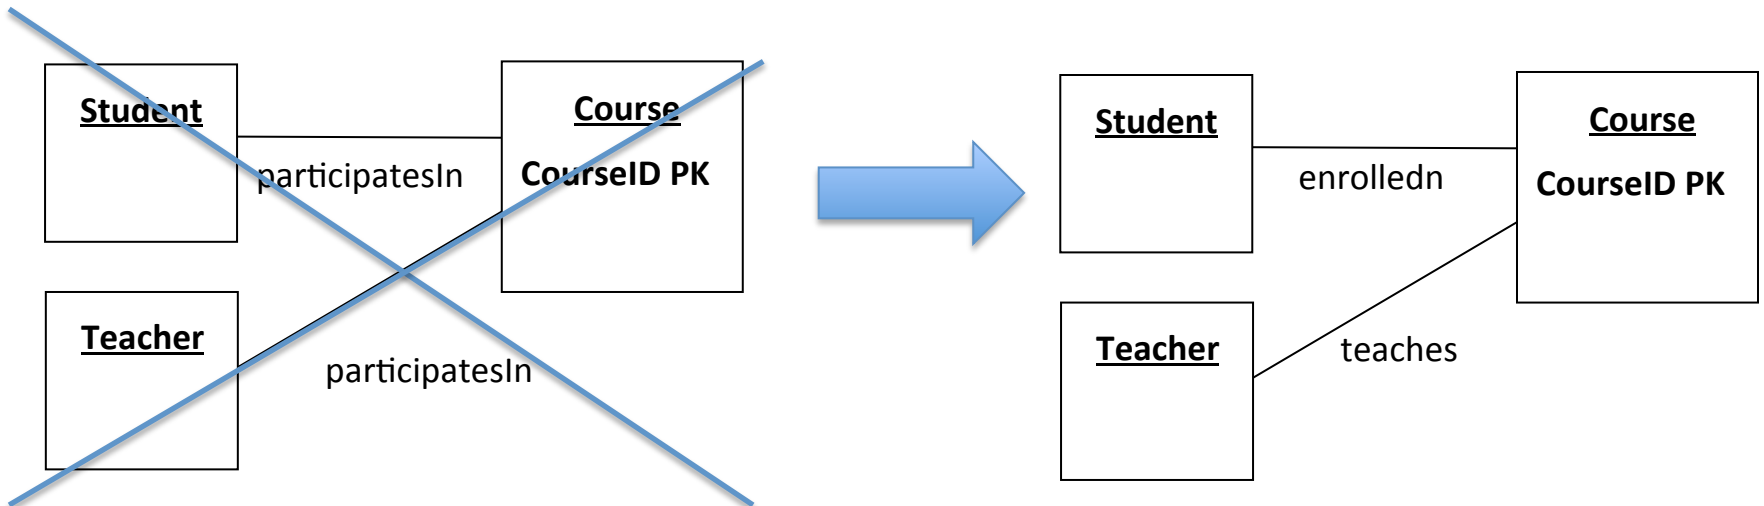 Student
participatesIn
Course
CourseID PK
Teacher
participatesIn
Student
enrolledn
Course
CourseID PK
Teacher
teaches